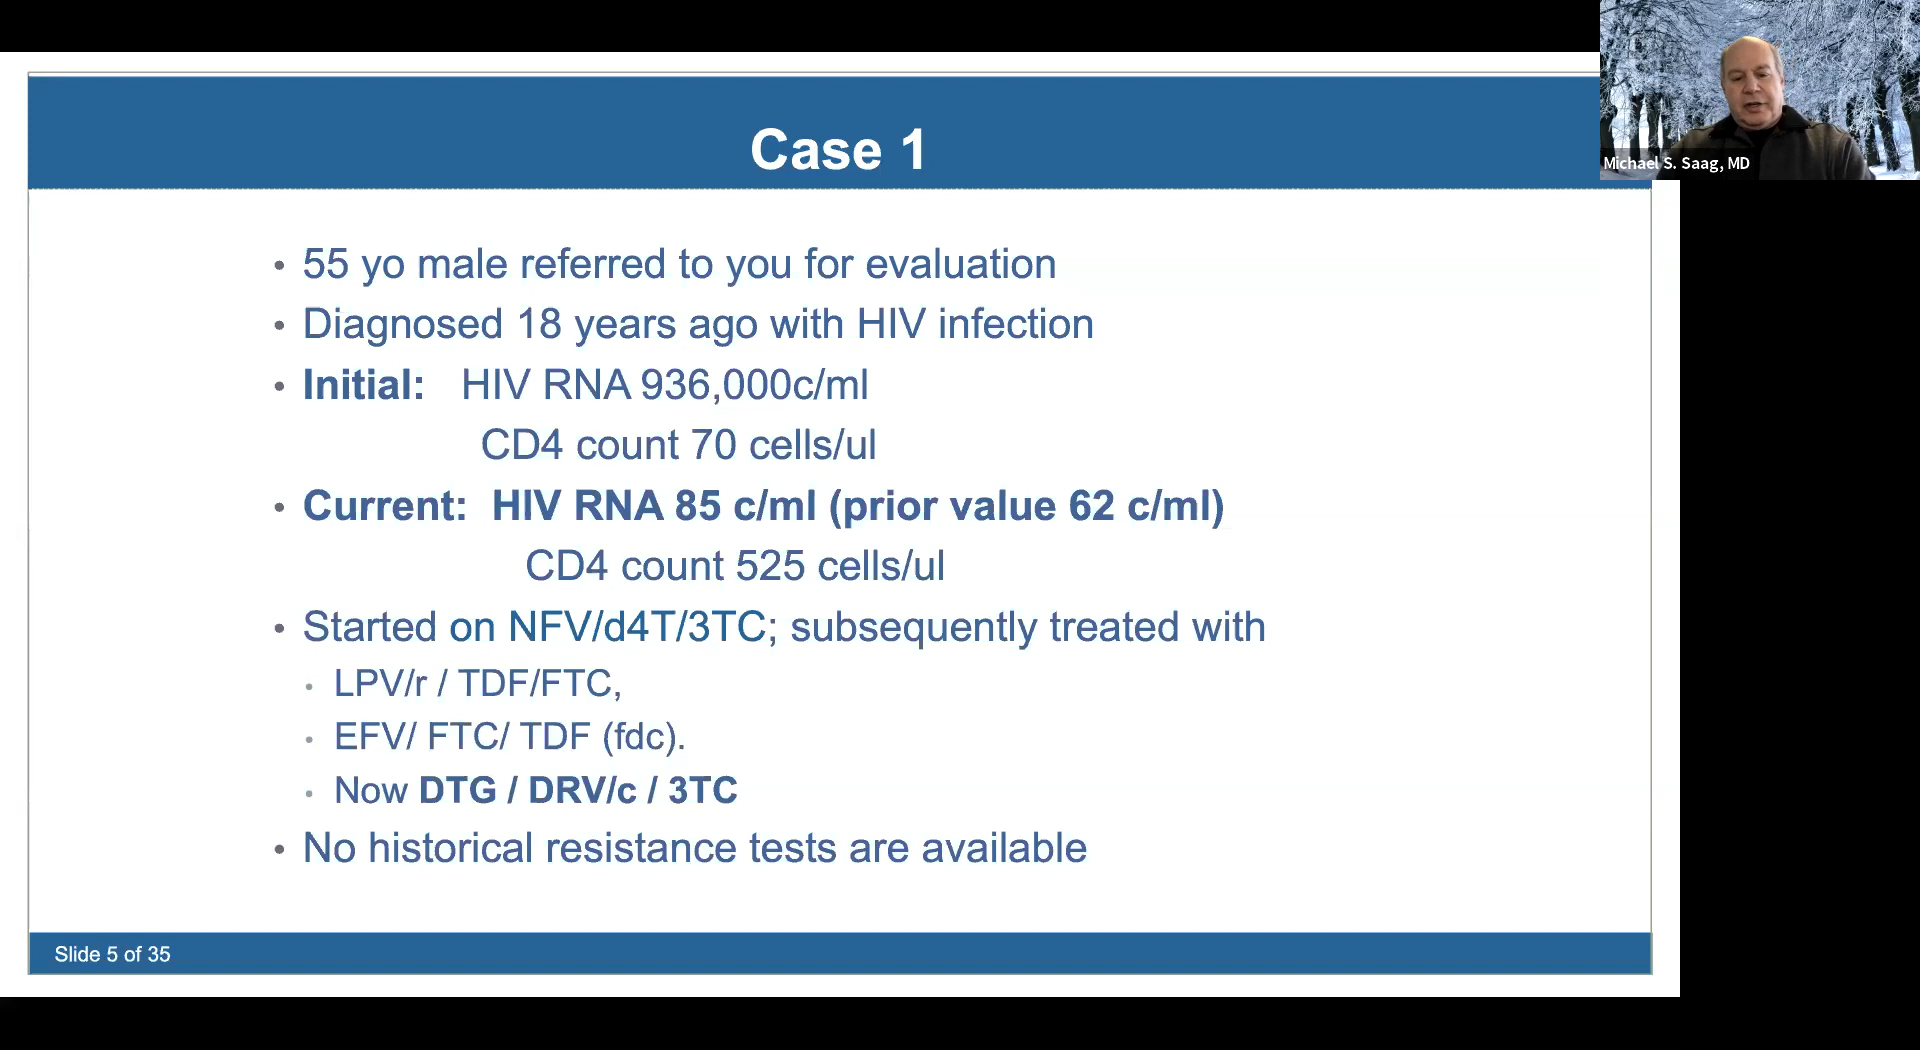 Case 1
Michael S. Saag, MD
• 55 yo male referred to you for evaluation
• Diagnosed 18 years ago with HIV infection
• Initial: HIV RNA 936,000c/ml
CD4 count 70 cells/ul
• Current: HIV RNA 85 c/ml (prior value 62 c/ml)
CD4 count 525 cells/ul
• Started on NFV/d4T/3TC; subsequently treated with
• LPV/r / TDF/FTC,
• EFV/ FTC/ TDF (fdc).
• Now DTG / DRV/c / 3TC
• No historical resistance tests are available
Slide 5 of 35